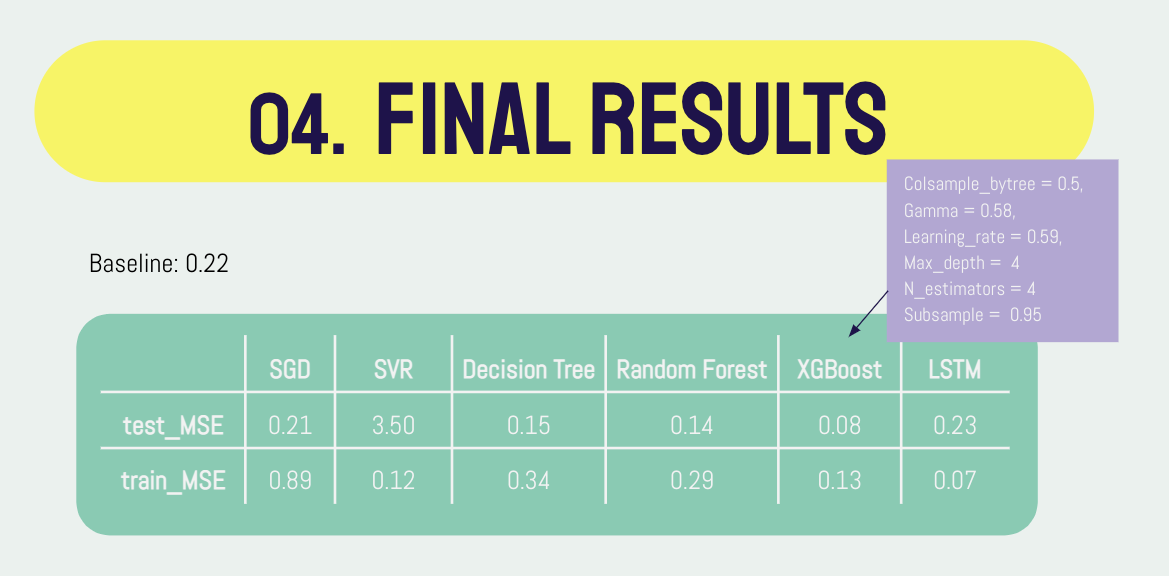 04. FINAL RESULTS
Colsample_bytree = 0.5,
Gamma = 0.58,
Learning_rate = 0.59,
Max_depth = 4
N_estimators = 4
Subsample = 0.95
Baseline: 0.22
SGD SVR Decision Tree Random Forest XGBoost LSTM
test_MSE 0.21 3.50 0.15 0.14 0.08 0.23
train_MSE 0.89 0.12 0.34 0.29 0.13 0.07